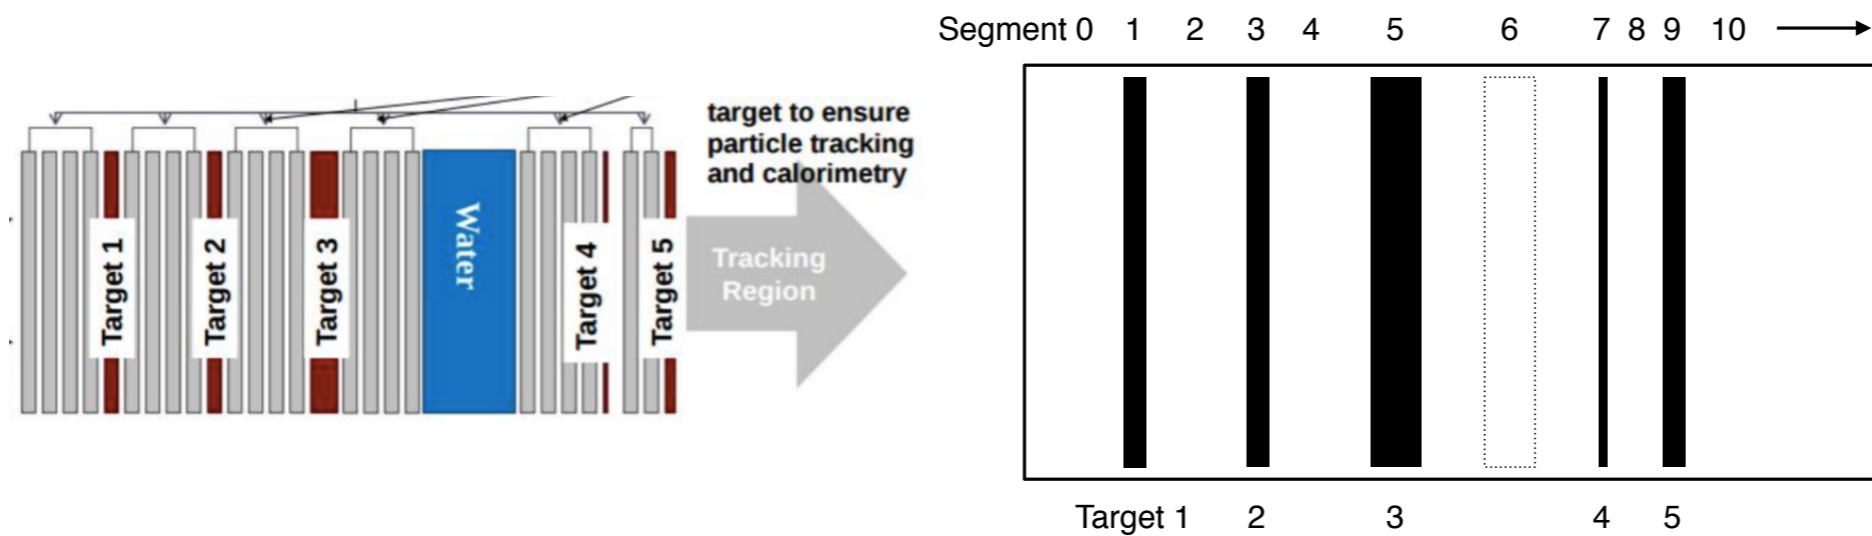 target to ensure
particle tracking
and calorimetry
Target 1
Target 2
Target 3
Water
Target 4
Target 5
Tracking
Region
Segment 0 1 2 3 4 5 6 7 8 9 10
Target 1 2 3 4 5